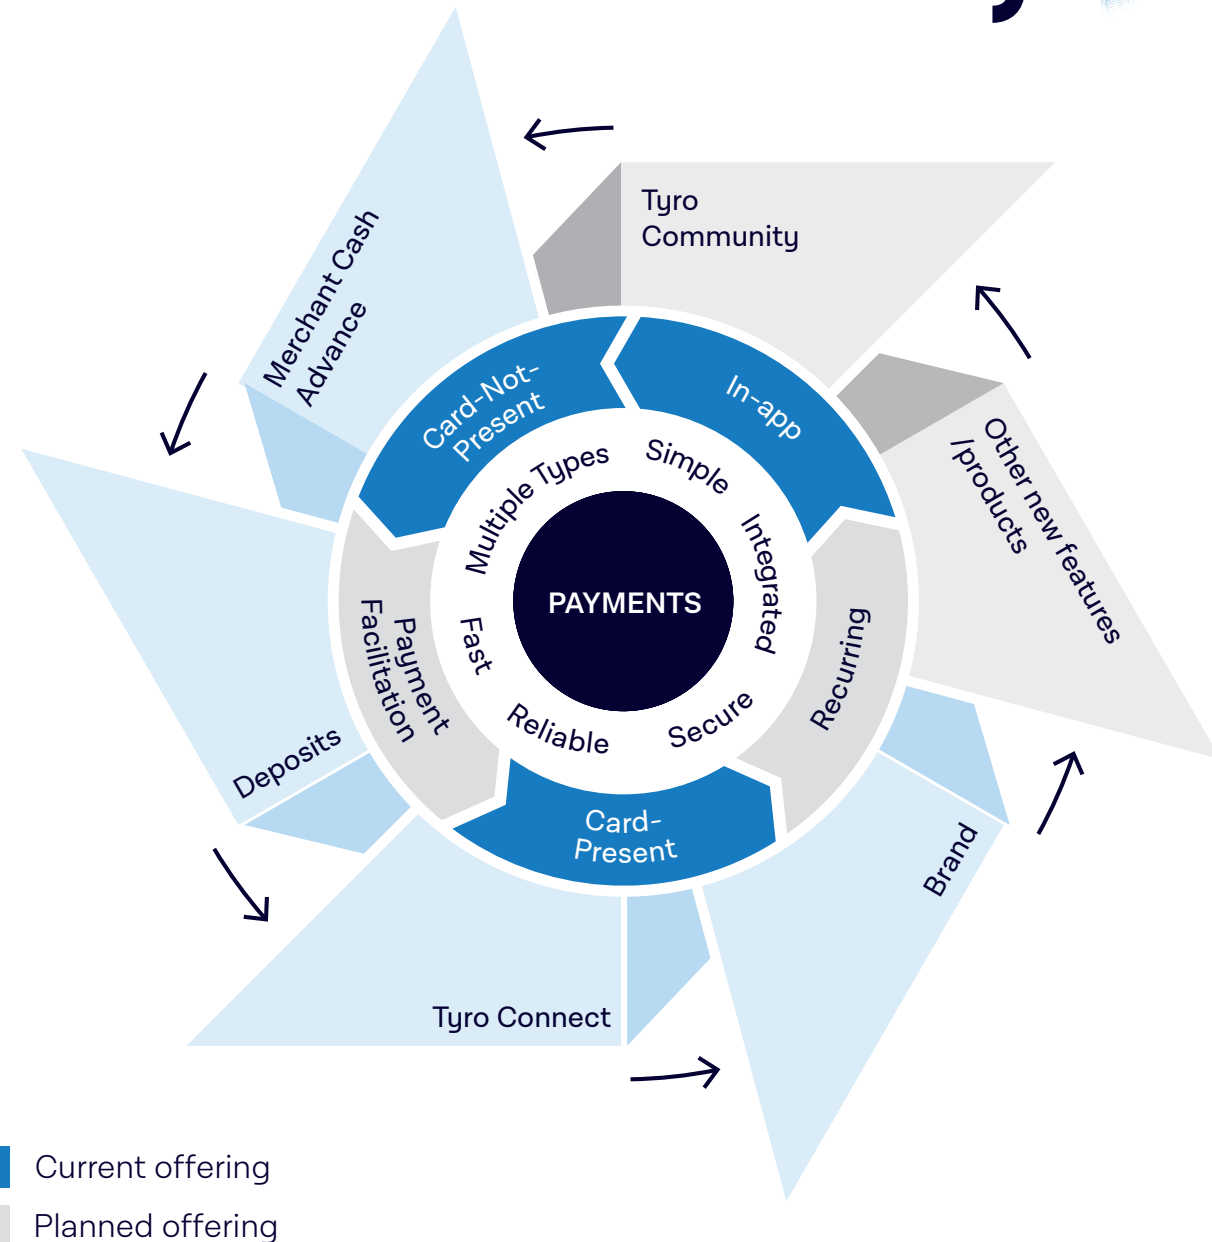 Tyro
Community
Merchant Cash
Advance
Other new features
/products
Card-Not-
Present
In-app
Multiple Types
Simple
Integrated
PAYMENTS
Fast
Payment
Facilitation
Recurring
Reliable
Secure
Deposits
Card-
Present
Brand
Tyro Connect
Current offering
Planned offering